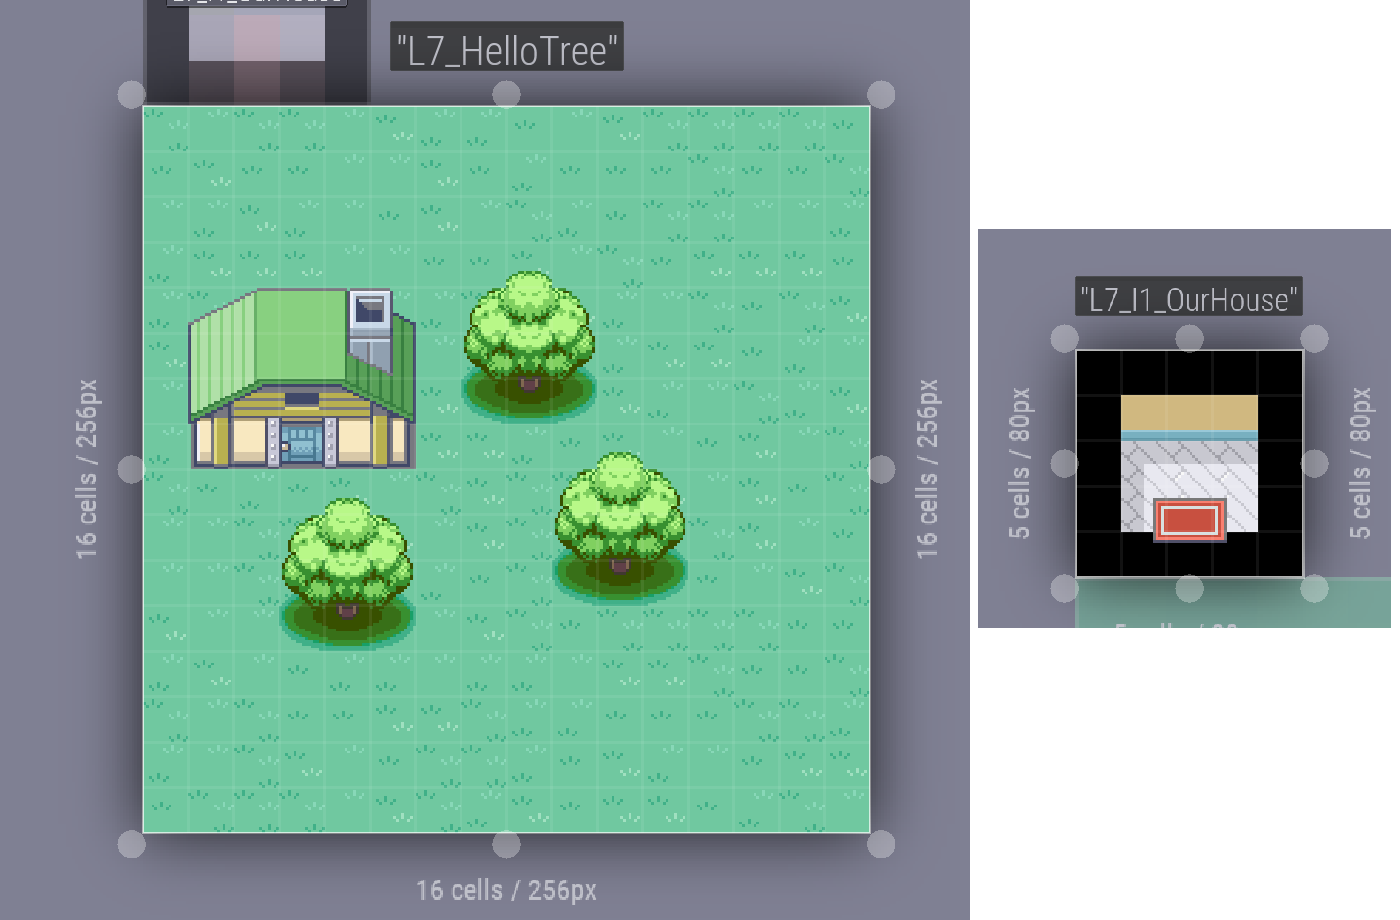 "L7_HelloTree"
16 cells / 256px
16 cells / 256px
16 cells / 256px
"L7_I1_OurHouse"
5 cells / 80px
5 cells / 80px